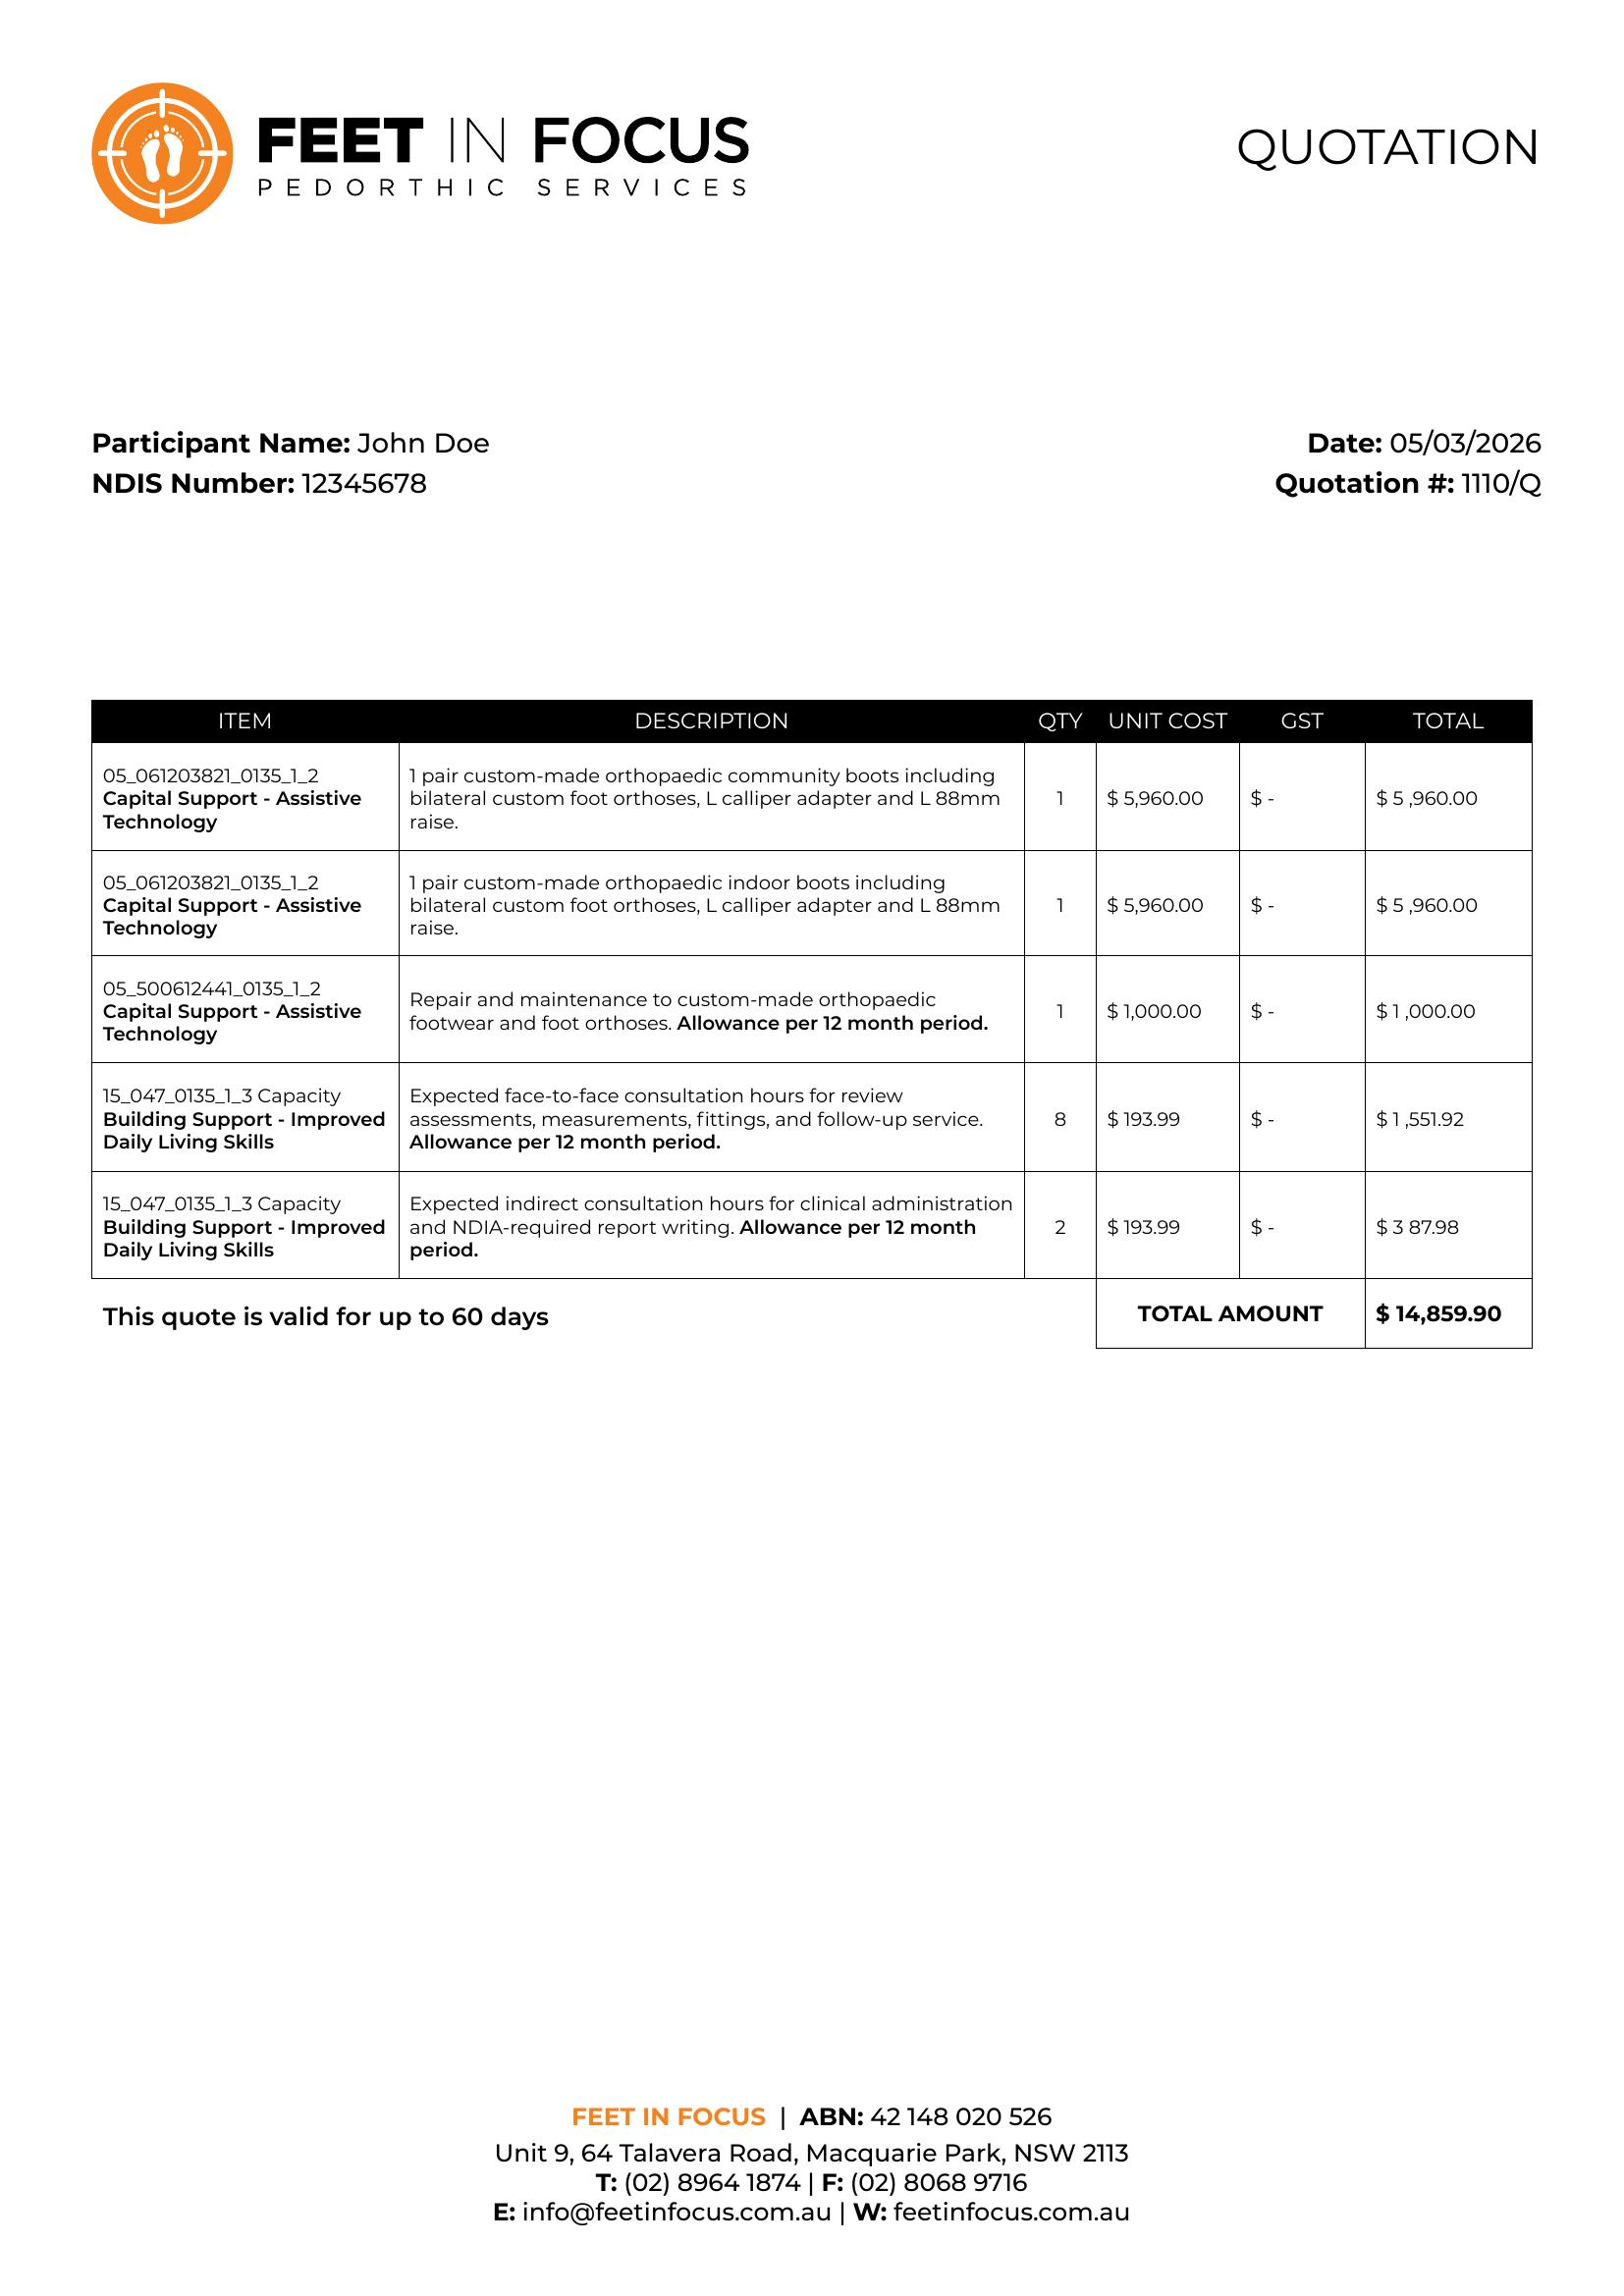 FEET IN FOCUS
PEDORTHIC SERVICES
QUOTATION
Participant Name: John Doe
NDIS Number: 12345678
Date: 05/03/2026
Quotation #: 1110/Q
ITEM DESCRIPTION QTY UNIT COST GST TOTAL
05_061203821_0135_1_2
Capital Support - Assistive
Technology
1 pair custom-made orthopaedic community boots including
bilateral custom foot orthoses, L calliper adapter and L 88mm
raise.
1 $ 5,960.00 $ - $ 5 ,960.00
05_061203821_0135_1_2
Capital Support - Assistive
Technology
1 pair custom-made orthopaedic indoor boots including
bilateral custom foot orthoses, L calliper adapter and L 88mm
raise.
1 $ 5,960.00 $ - $ 5 ,960.00
05_500612441_0135_1_2
Capital Support - Assistive
Technology
Repair and maintenance to custom-made orthopaedic
footwear and foot orthoses. Allowance per 12 month period.
1 $ 1,000.00 $ - $ 1 ,000.00
15_047_0135_1_3 Capacity
Building Support - Improved
Daily Living Skills
Expected face-to-face consultation hours for review
assessments, measurements, fittings, and follow-up service.
Allowance per 12 month period.
8 $ 193.99 $ - $ 1 ,551.92
15_047_0135_1_3 Capacity
Building Support - Improved
Daily Living Skills
Expected indirect consultation hours for clinical administration
and NDIA-required report writing. Allowance per 12 month
period.
2 $ 193.99 $ - $ 3 87.98
This quote is valid for up to 60 days
TOTAL AMOUNT $ 14,859.90
FEET IN FOCUS | ABN: 42 148 020 526
Unit 9, 64 Talavera Road, Macquarie Park, NSW 2113
T: (02) 8964 1874 | F: (02) 8068 9716
E: info@feetinfocus.com.au | W: feetinfocus.com.au